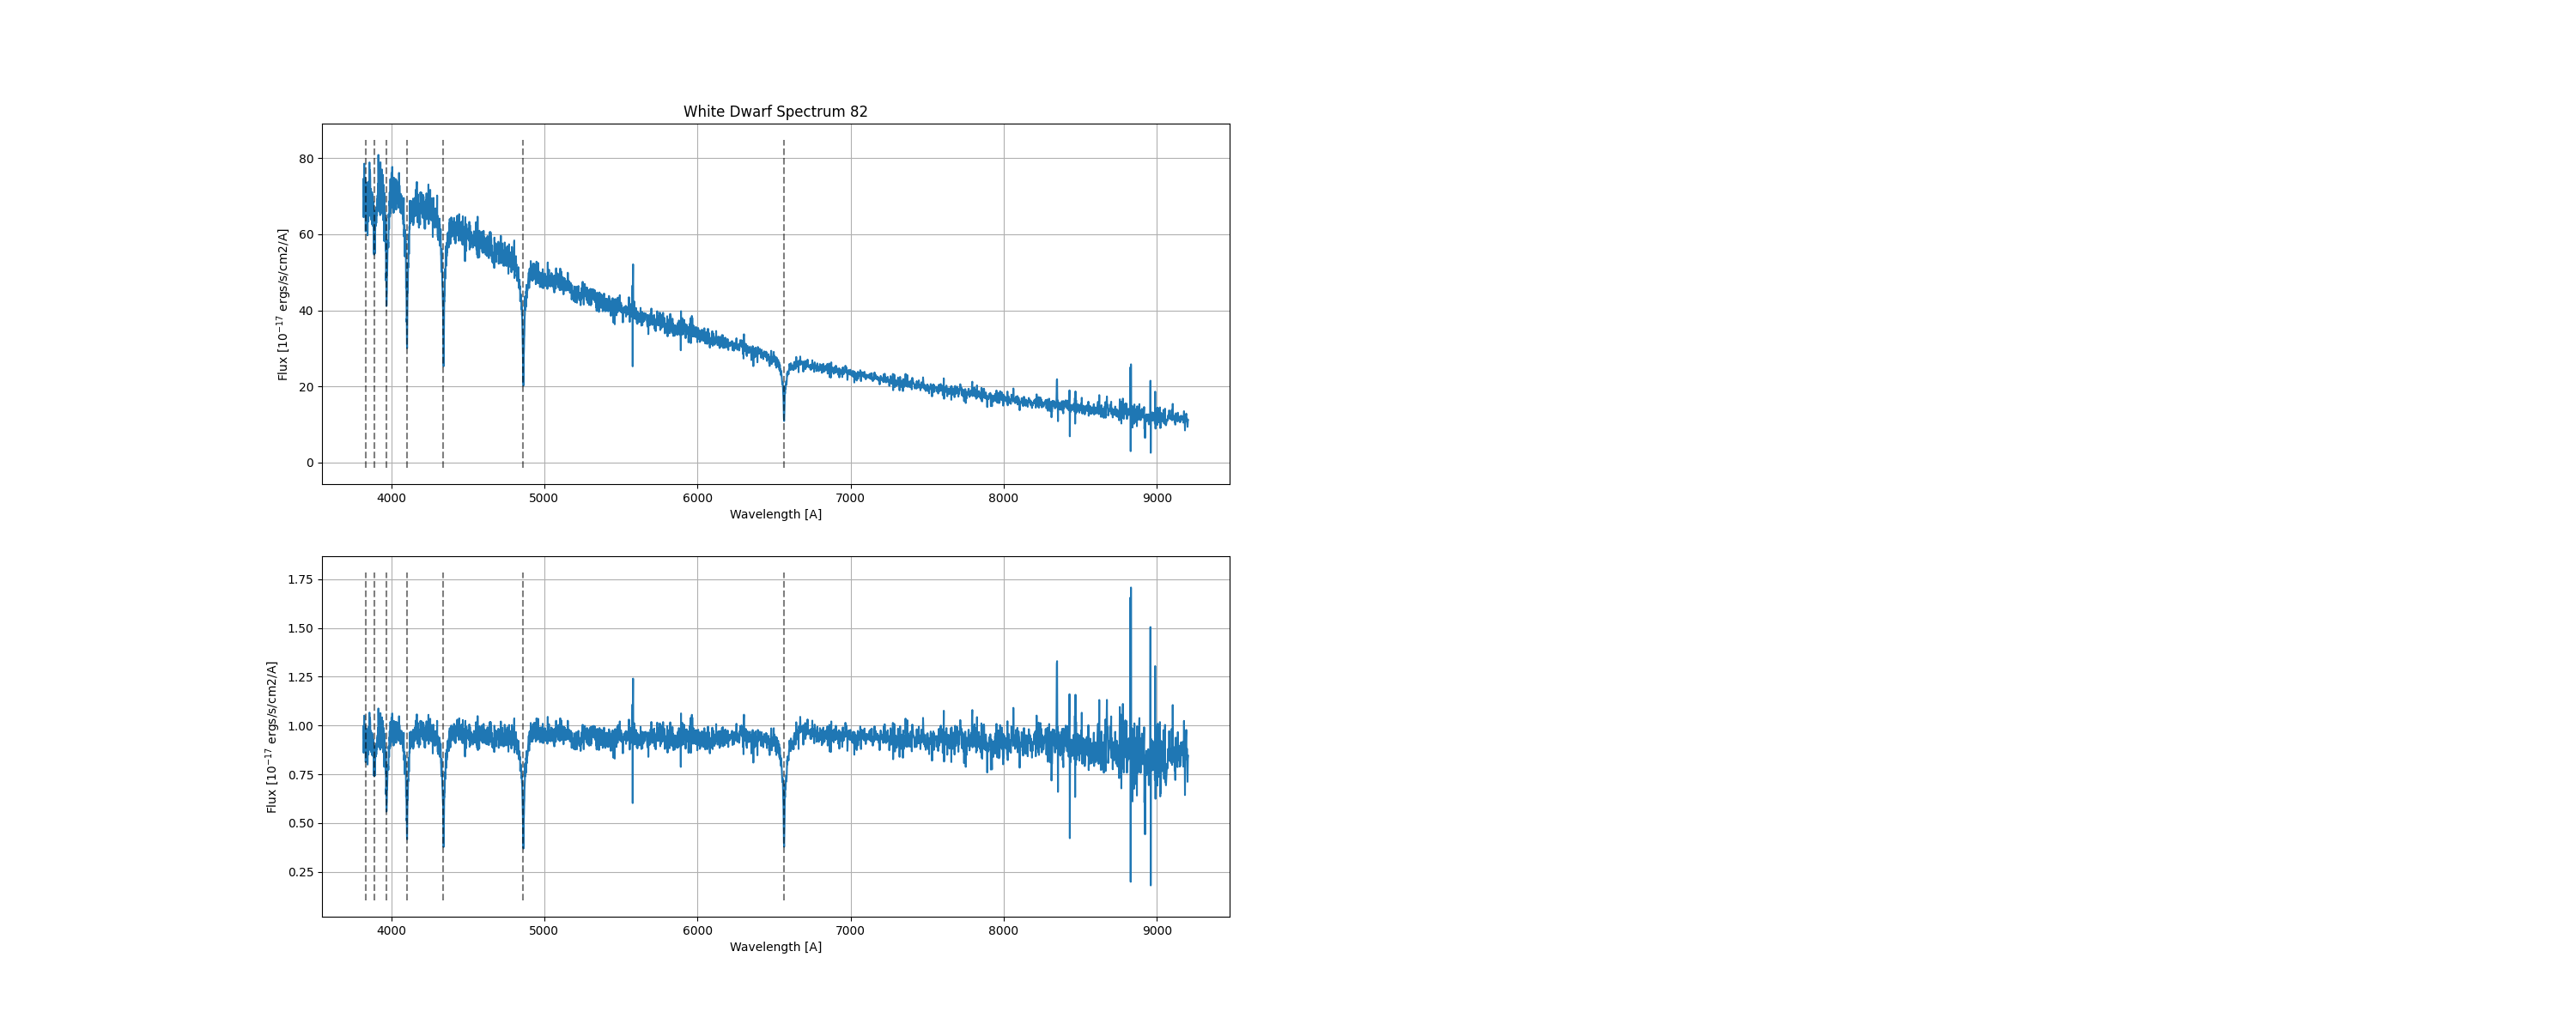 White Dwarf Spectrum 82
80
60
40
20
0
Flux [10⁻¹⁷ ergs/s/cm2/A]
4000 5000 6000 7000 8000 9000
Wavelength [A]
1.75
1.50
1.25
1.00
0.75
0.50
0.25
Flux [10⁻¹⁷ ergs/s/cm2/A]
4000 5000 6000 7000 8000 9000
Wavelength [A]